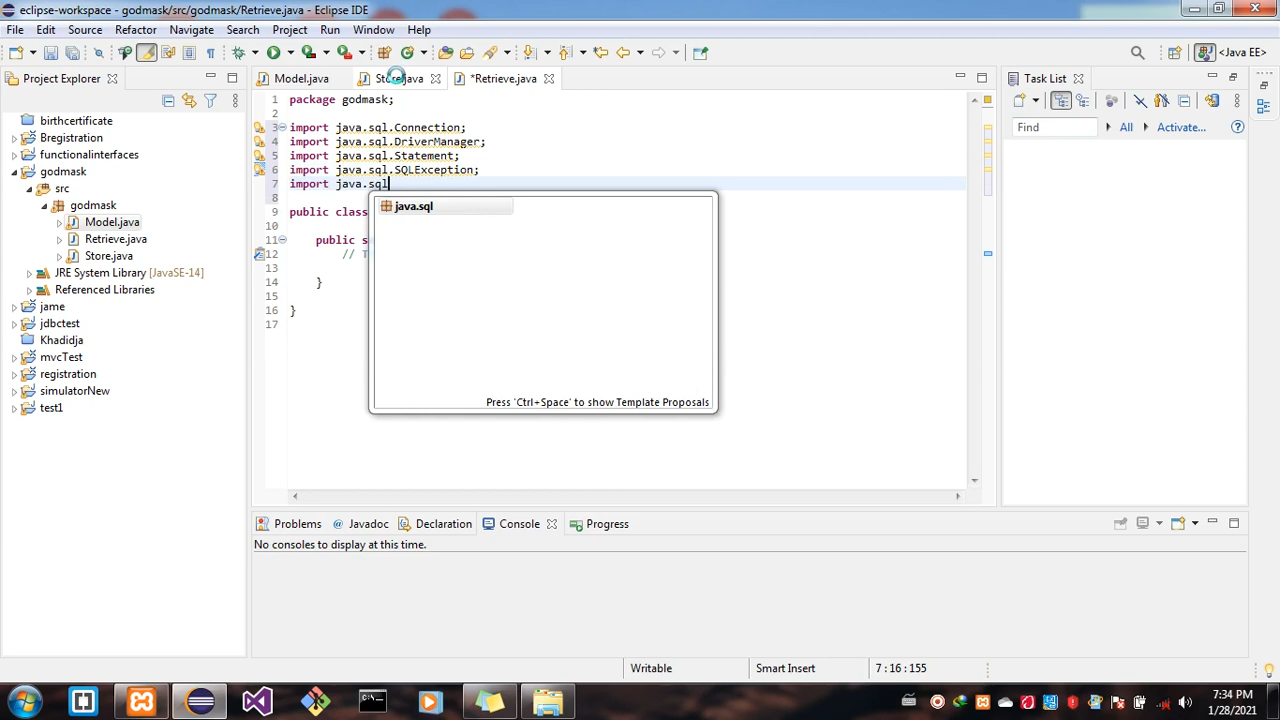 eclipse-workspace - godmask/src/godmask/Retrieve.java - Eclipse IDE
File Edit Source Refactor Navigate Search Project Run Window Help
<Java EE>
Project Explorer
Model.java
Store.java
*Retrieve.java
Task List
birthcertificate
Bregistration
functionalinterfaces
godmask
src
godmask
Model.java
Retrieve.java
Store.java
JRE System Library [JavaSE-14]
Referenced Libraries
jame
jdbctest
Khadidja
mvcTest
registration
simulatorNew
test1
1 package godmask;
2
3 import java.sql.Connection;
4 import java.sql.DriverManager;
5 import java.sql.Statement;
6 import java.sql.SQLException;
7 import java.sql
8
9 public class
10
11 public s
12 // T
13
14 }
15
16 }
17
java.sql
Press 'Ctrl+Space' to show Template Proposals
Find All Activate...
Problems Javadoc Declaration Console Progress
No consoles to display at this time.
Writable Smart Insert 7 : 16 : 155
7:34 PM
1/28/2021